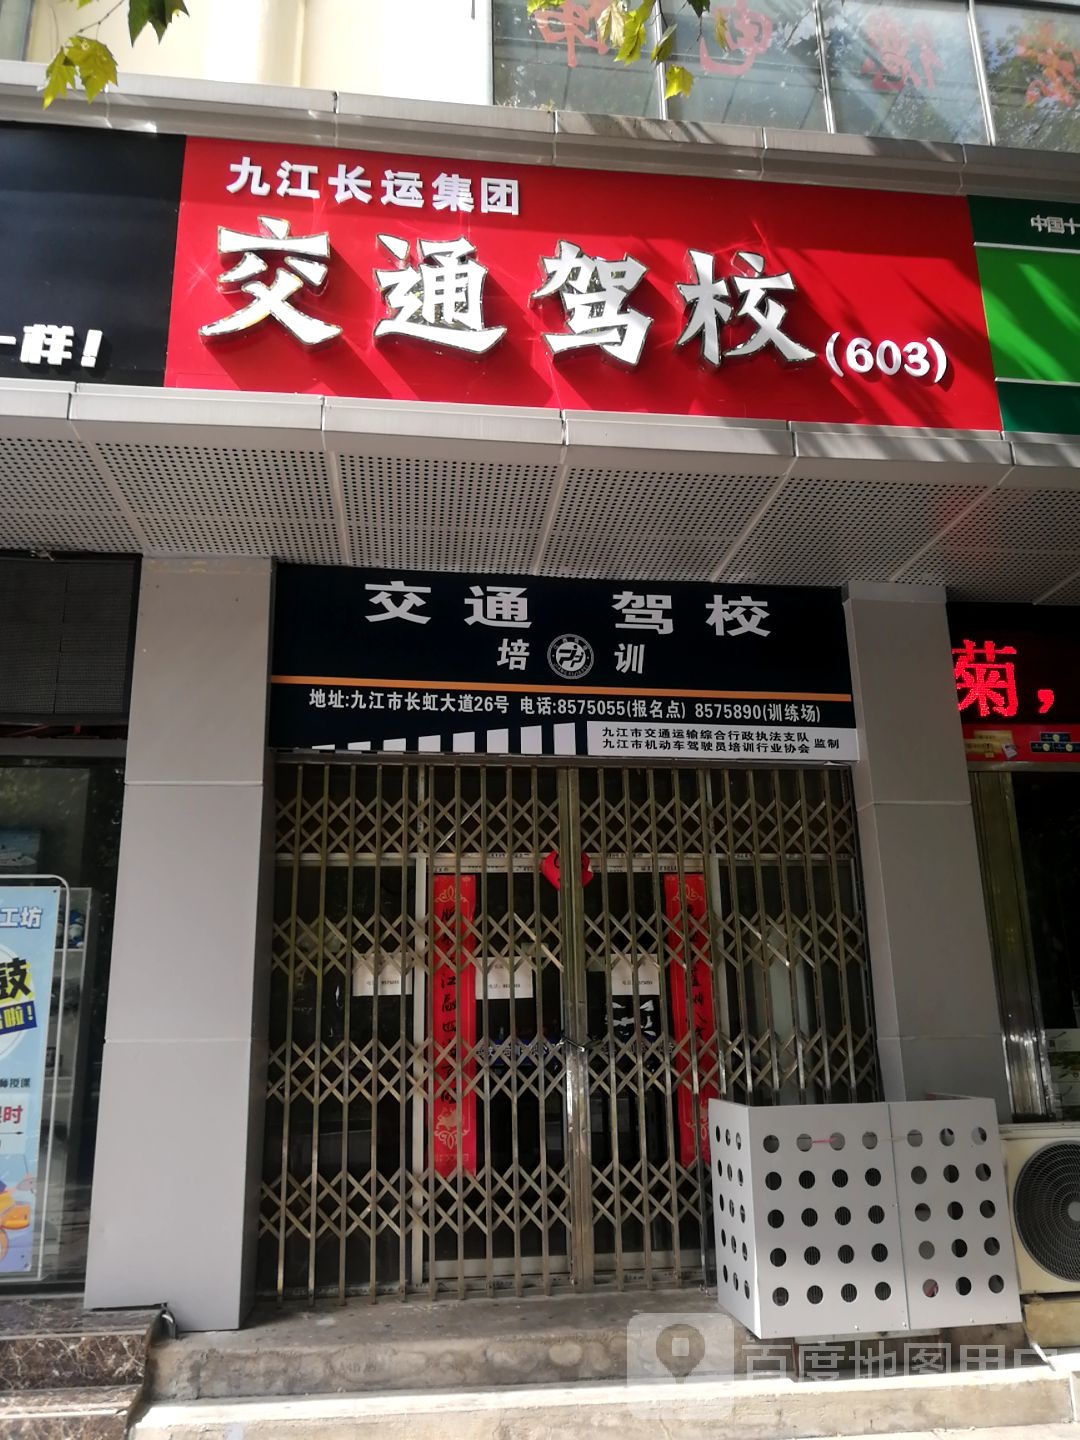 九江长运集团
交通驾校(603)
一样!
中国十
交通 驾校
培训
地址:九江市长虹大道26号 电话:8575055(报名点) 8575890(训练场)
九江市交通运输综合行政执法支队
九江市机动车驾驶员培训行业协会 监制
菊，
工坊
鼓
啦!
百度地图用户